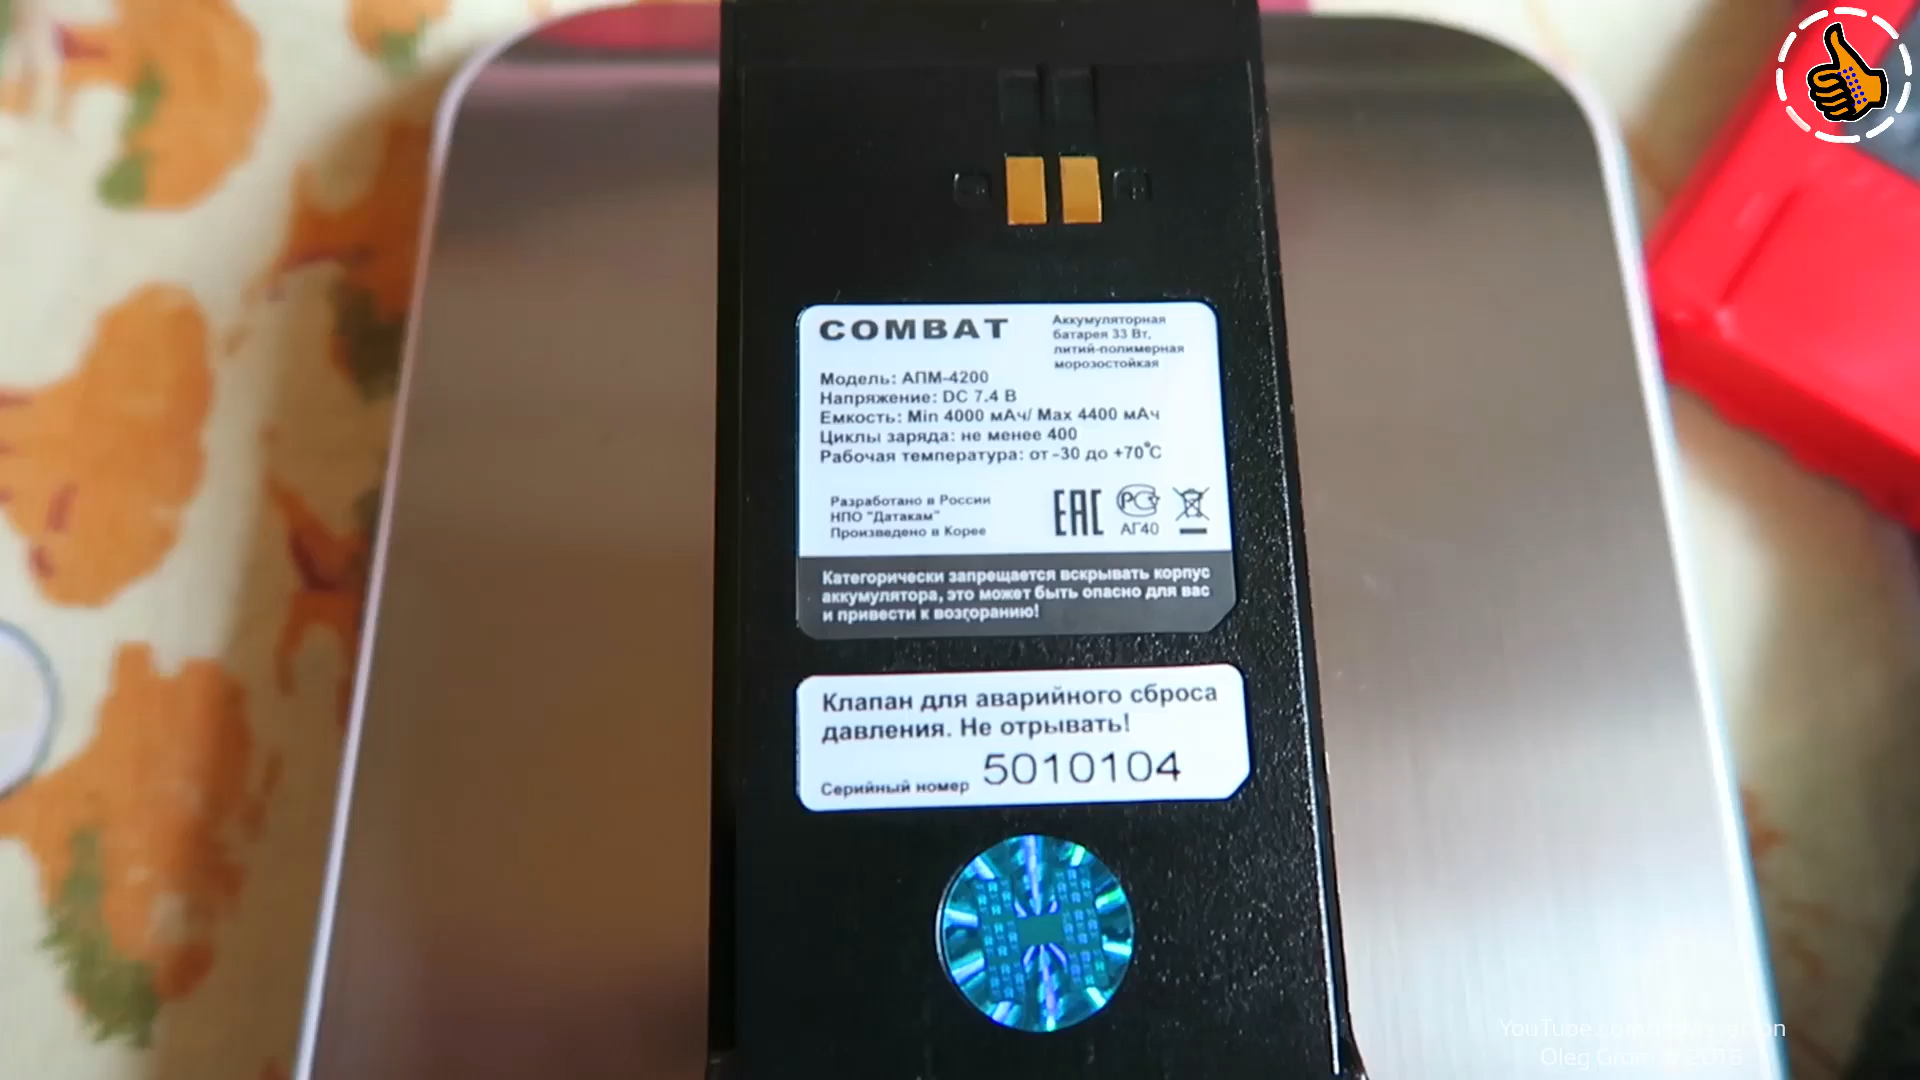 COMBAT
Аккумуляторная
батарея 33 Вт,
литий-полимерная
морозостойкая
Модель: АПМ-4200
Напряжение: DC 7.4 В
Емкость: Min 4000 мАч/ Max 4400 мАч
Циклы заряда: не менее 400
Рабочая температура: от -30 до +70°С
Разработано в России
НПО "Датакам"
Произведено в Корее
ЕАС
РСТ
АГ40
Категорически запрещается вскрывать корпус
аккумулятора, это может быть опасно для вас
и привести к возгоранию!
Клапан для аварийного сброса
давления. Не отрывать!
Серийный номер 5010104
Oleg